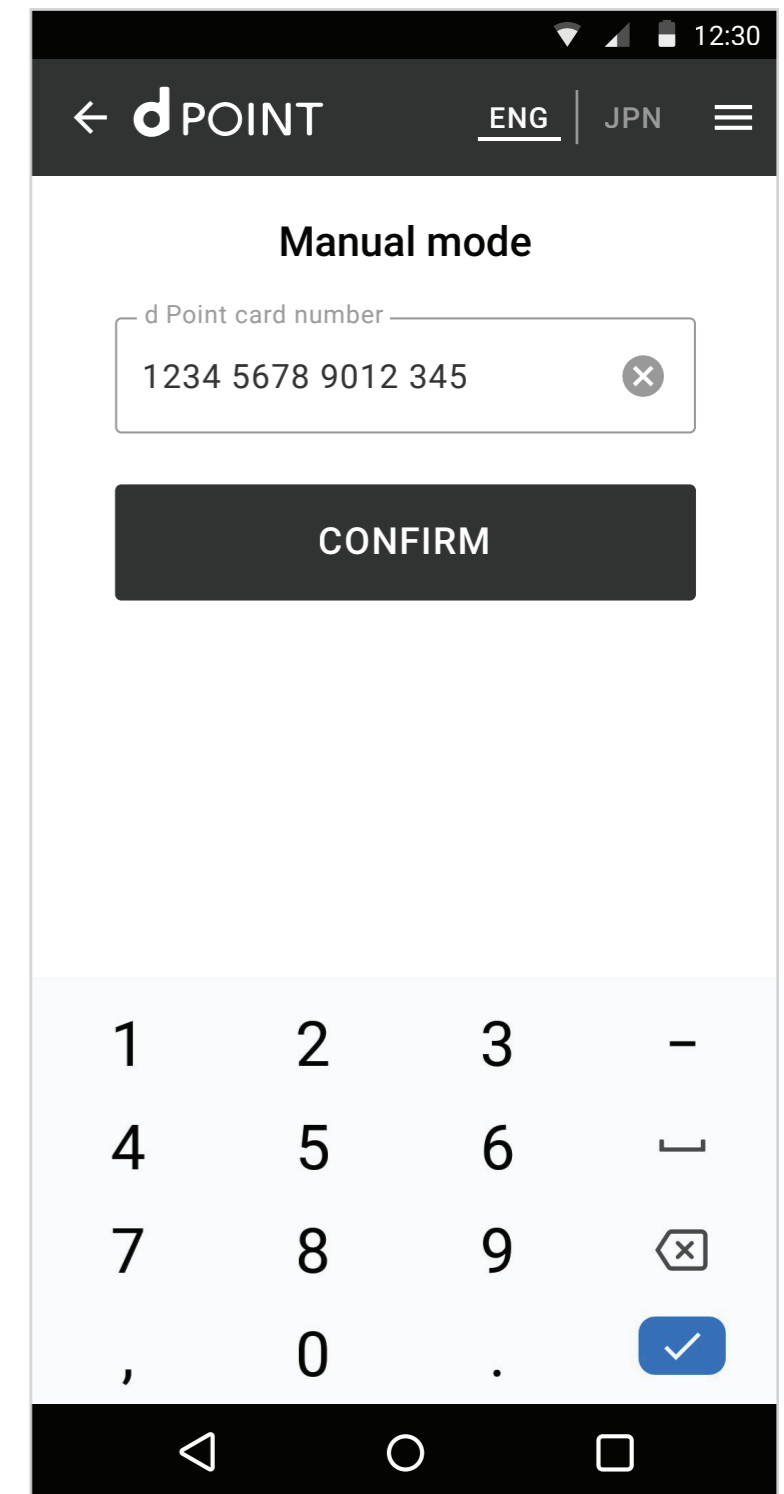 12:30
d POINT ENG JPN
Manual mode
d Point card number
1234 5678 9012 345
CONFIRM
1 2 3 -
4 5 6
7 8 9
, 0 .